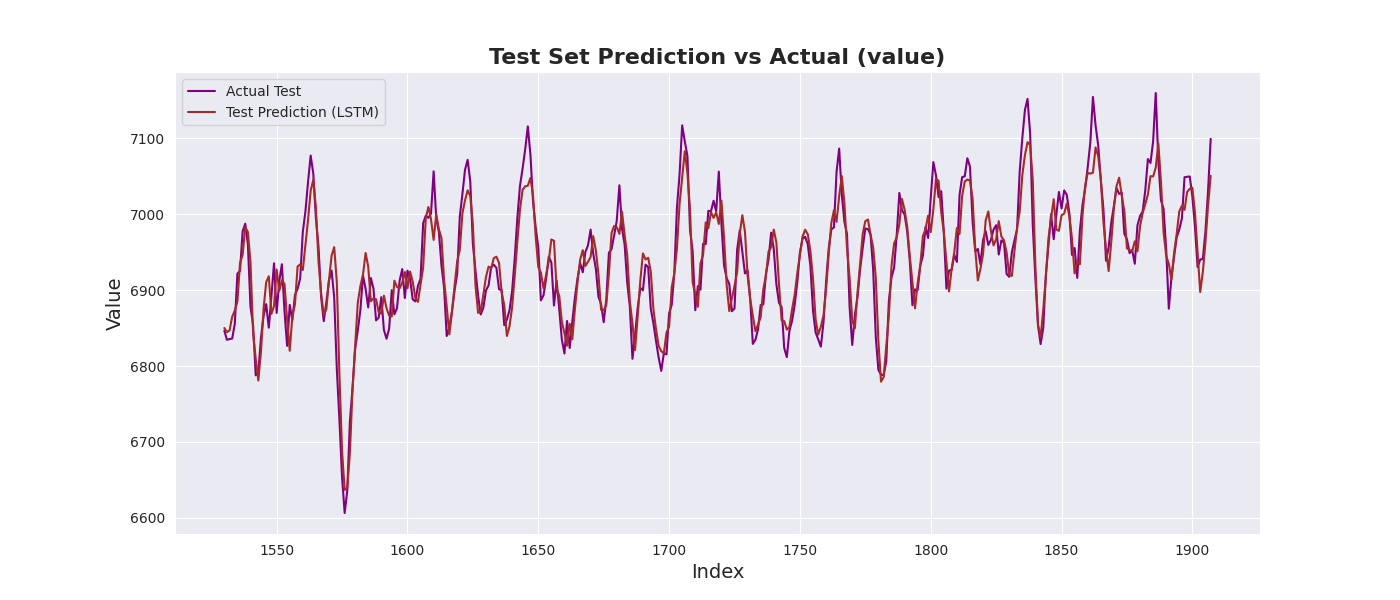 Test Set Prediction vs Actual (value)
Actual Test
Test Prediction (LSTM)
Value
7100
7000
6900
6800
6700
6600
1550 1600 1650 1700 1750 1800 1850 1900
Index